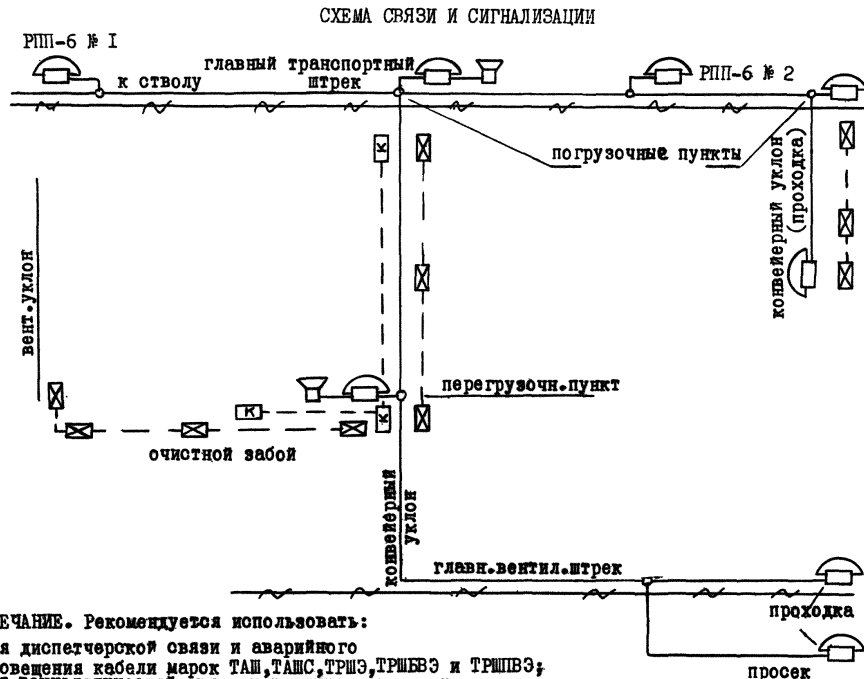 СХЕМА СВЯЗИ И СИГНАЛИЗАЦИИ
РПП-6 № I
к стволу
главный транспортный
штрек
РПП-6 № 2
погрузочные пункты
конвейерный уклон
(проходка)
вент.уклон
К
перегрузочн.пункт
К
К
очистной забой
конвейерный
уклон
главн.вентил.штрек
проходка
просек
ЕЧАНИЕ. Рекомендуется использовать:
я диспетчерской связи и аварийного
овещения кабели марок ТАШ,ТАШС,ТРШЭ,ТРШБВЭ и ТРШПВЭ;